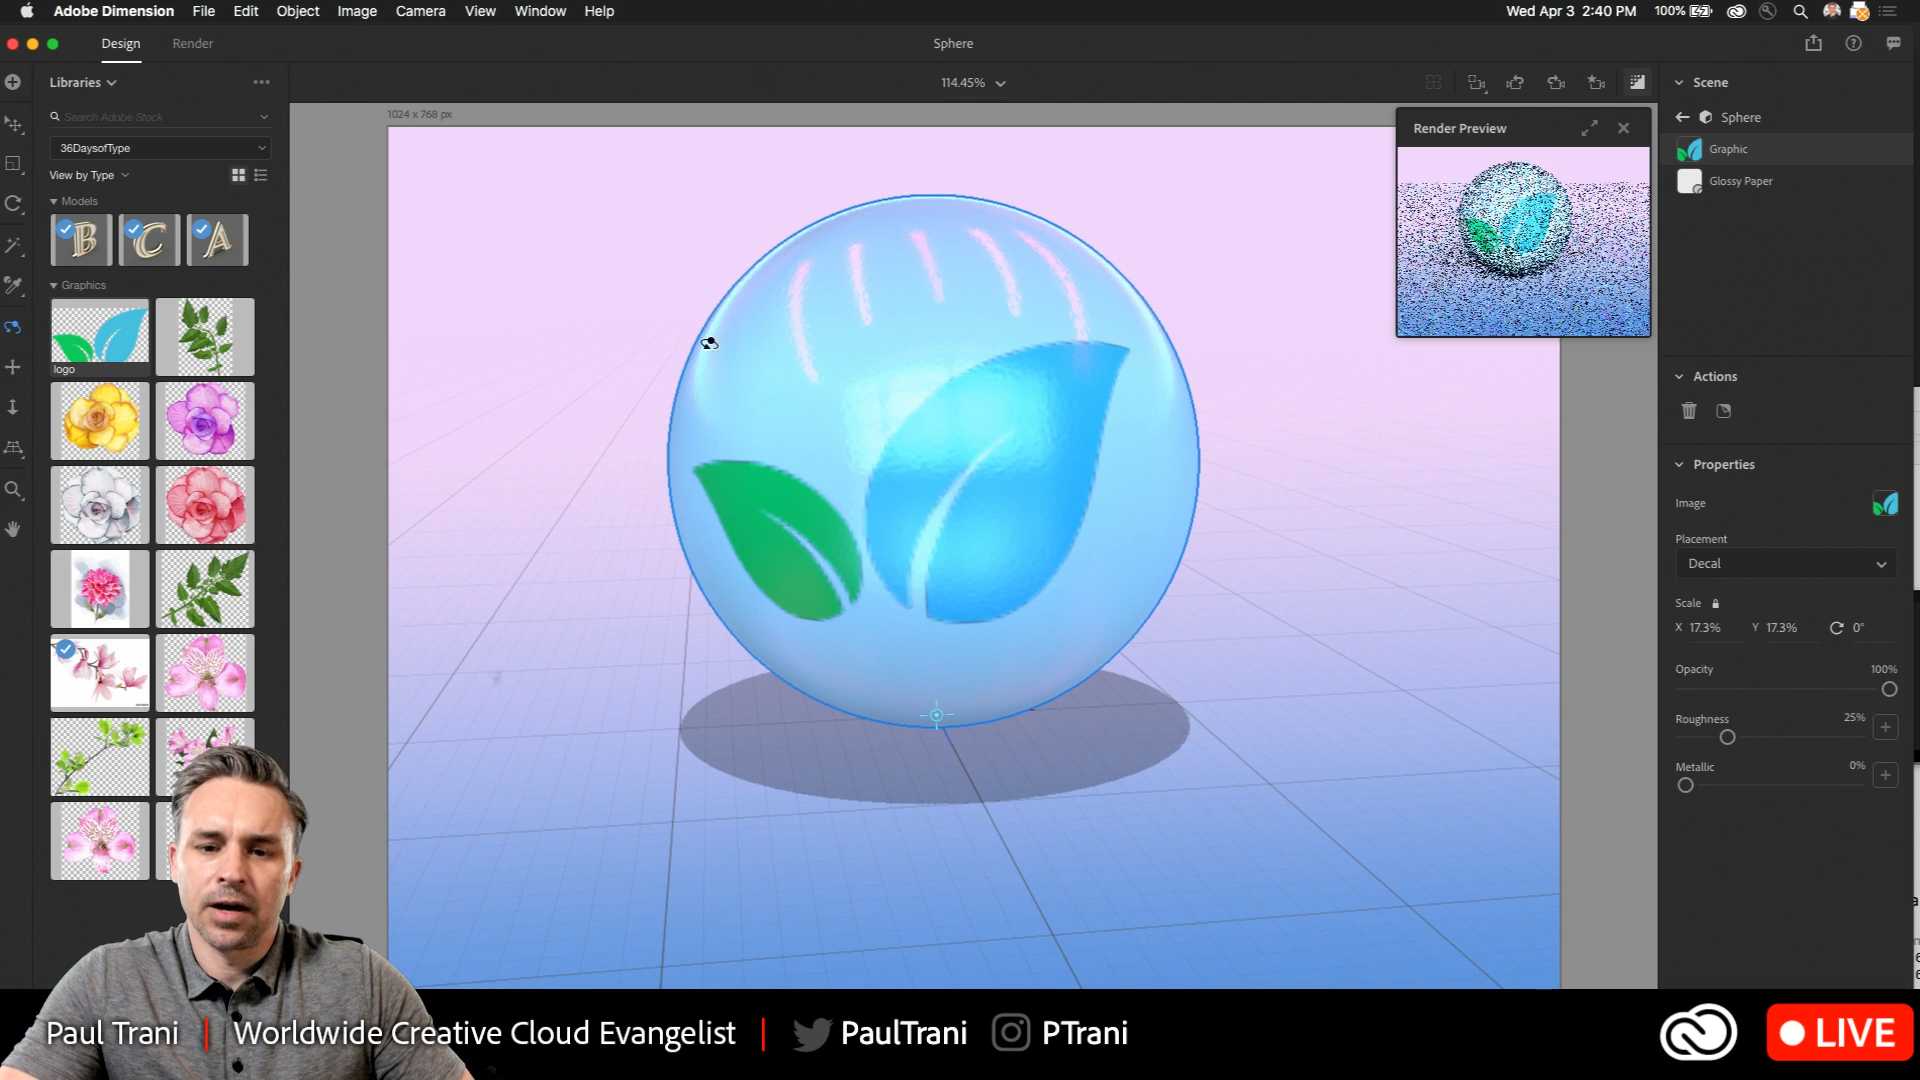 Adobe Dimension File Edit Object Image Camera View Window Help
Wed Apr 3 2:40 PM 100%
Design Render
Sphere
Libraries
114.45%
Search Adobe Stock
36DaysofType
View by Type
Models
B C A
Graphics
logo
1024 x 768 px
Render Preview
Scene
Sphere
Graphic
Glossy Paper
Actions
Properties
Image
Placement
Decal
Scale
X 17.3% Y 17.3% 0°
Opacity 100%
Roughness 25%
Metallic 0%
Paul Trani | Worldwide Creative Cloud Evangelist | PaulTrani PTrani
LIVE